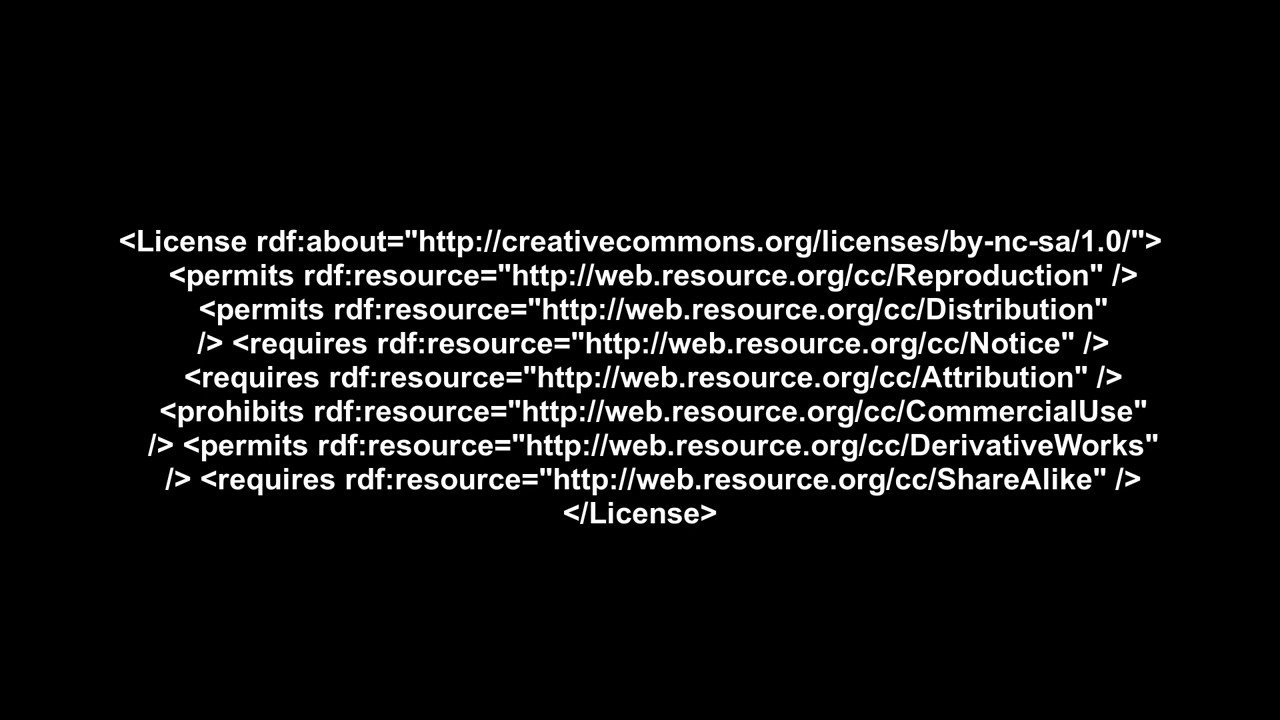 <License rdf:about="http://creativecommons.org/licenses/by-nc-sa/1.0/">
<permits rdf:resource="http://web.resource.org/cc/Reproduction" />
<permits rdf:resource="http://web.resource.org/cc/Distribution"
/> <requires rdf:resource="http://web.resource.org/cc/Notice" />
<requires rdf:resource="http://web.resource.org/cc/Attribution" />
<prohibits rdf:resource="http://web.resource.org/cc/CommercialUse"
/> <permits rdf:resource="http://web.resource.org/cc/DerivativeWorks"
/> <requires rdf:resource="http://web.resource.org/cc/ShareAlike" />
</License>